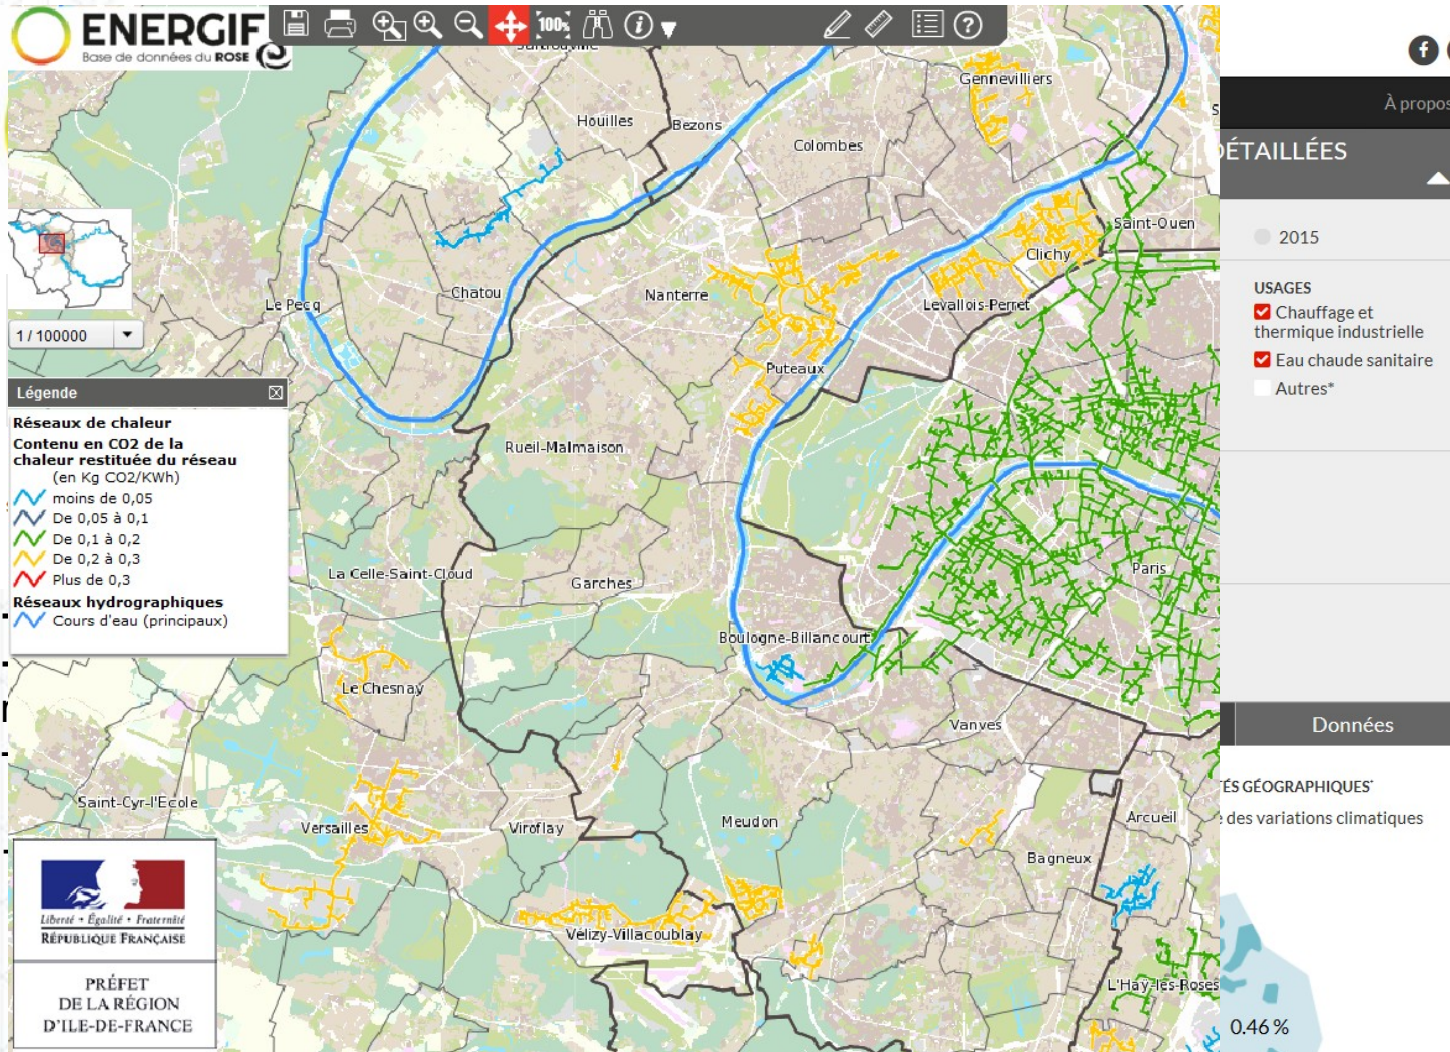 ENERGIF
Base de données du ROSE
100%
Sartrouville
Gennevilliers
Houilles
Bezons
Colombes
Saint-Ouen
Clichy
Le Pecq
Chatou
Nanterre
Levallois-Perret
Puteaux
Rueil-Malmaison
La Celle-Saint-Cloud
Garches
Paris
Boulogne-Billancourt
Le Chesnay
Vanves
Saint-Cyr-l'Ecole
Versailles
Viroflay
Meudon
Arcueil
Bagneux
Vélizy-Villacoublay
L'Haÿ-les-Roses
1 / 100000
Légende
Réseaux de chaleur
Contenu en CO2 de la
chaleur restituée du réseau
(en Kg CO2/KWh)
moins de 0,05
De 0,05 à 0,1
De 0,1 à 0,2
De 0,2 à 0,3
Plus de 0,3
Réseaux hydrographiques
Cours d'eau (principaux)
Liberté • Égalité • Fraternité
RÉPUBLIQUE FRANÇAISE
PRÉFET
DE LA RÉGION
D'ILE-DE-FRANCE
À propos
DÉTAILLÉES
2015
USAGES
Chauffage et
thermique industrielle
Eau chaude sanitaire
Autres*
Données
TÉS GÉOGRAPHIQUES*
des variations climatiques
0.46 %